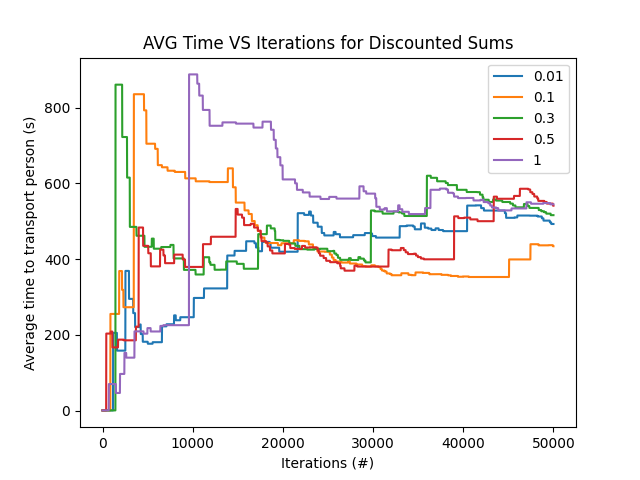 AVG Time VS Iterations for Discounted Sums
Average time to transport person (s)
800
600
400
200
0
0.01
0.1
0.3
0.5
1
0 10000 20000 30000 40000 50000
Iterations (#)